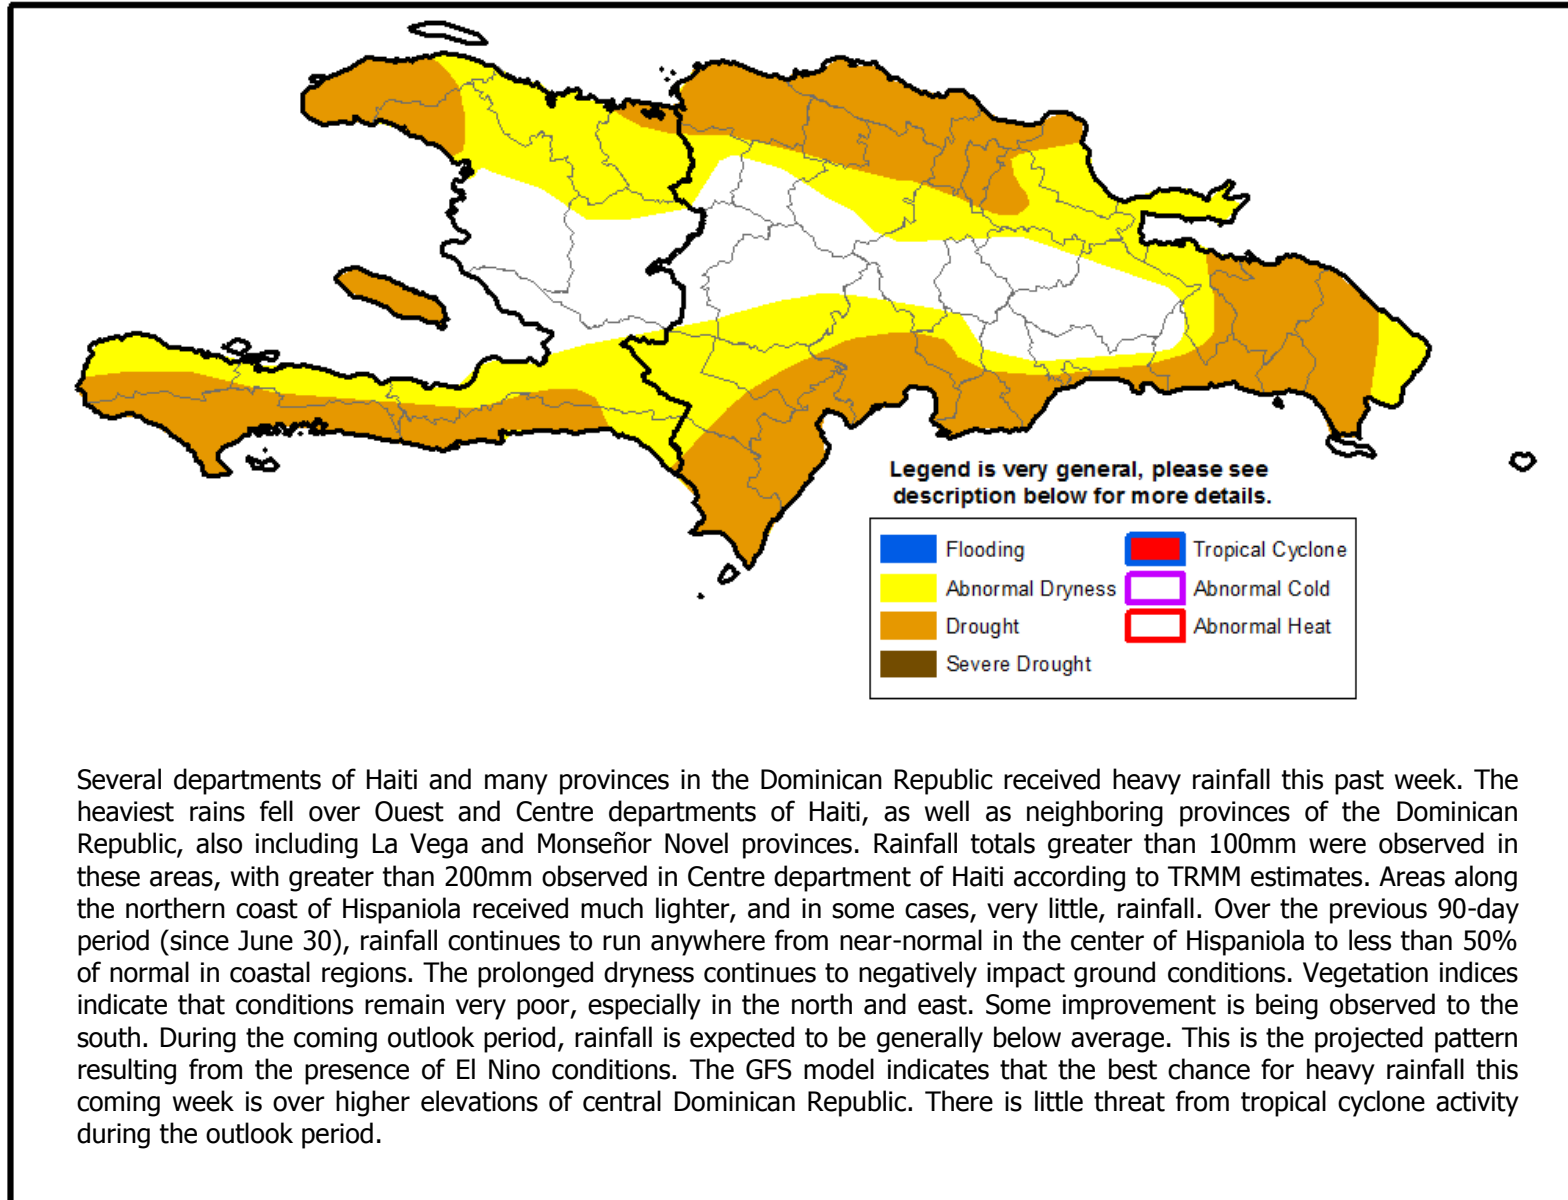 Legend is very general, please see
description below for more details.
Flooding
Tropical Cyclone
Abnormal Dryness
Abnormal Cold
Drought
Abnormal Heat
Severe Drought
Several departments of Haiti and many provinces in the Dominican Republic received heavy rainfall this past week. The
heaviest rains fell over Ouest and Centre departments of Haiti, as well as neighboring provinces of the Dominican
Republic, also including La Vega and Monseñor Novel provinces. Rainfall totals greater than 100mm were observed in
these areas, with greater than 200mm observed in Centre department of Haiti according to TRMM estimates. Areas along
the northern coast of Hispaniola received much lighter, and in some cases, very little, rainfall. Over the previous 90-day
period (since June 30), rainfall continues to run anywhere from near-normal in the center of Hispaniola to less than 50%
of normal in coastal regions. The prolonged dryness continues to negatively impact ground conditions. Vegetation indices
indicate that conditions remain very poor, especially in the north and east. Some improvement is being observed to the
south. During the coming outlook period, rainfall is expected to be generally below average. This is the projected pattern
resulting from the presence of El Nino conditions. The GFS model indicates that the best chance for heavy rainfall this
coming week is over higher elevations of central Dominican Republic. There is little threat from tropical cyclone activity
during the outlook period.